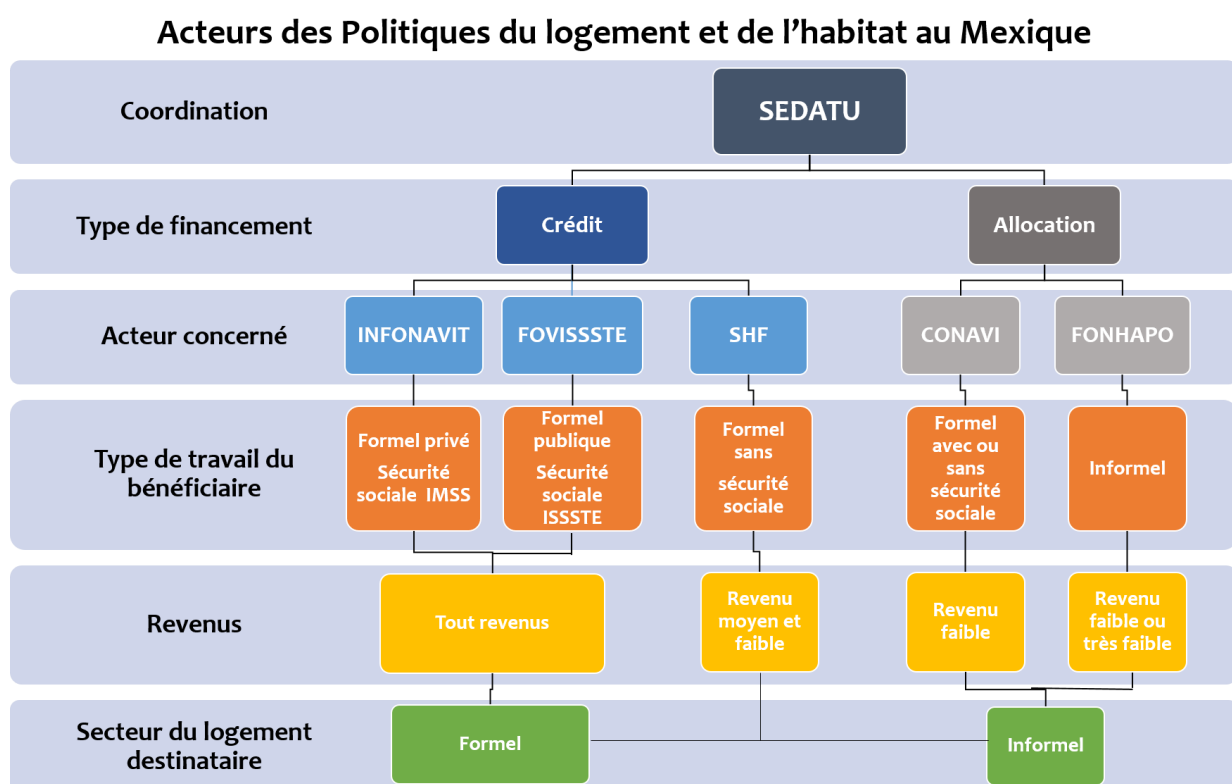 Acteurs des Politiques du logement et de l'habitat au Mexique
Coordination
SEDATU
Type de financement
Crédit
Allocation
Acteur concerné
INFONAVIT
FOVISSSTE
SHF
CONAVI
FONHAPO
Type de travail du
bénéficiaire
Formel privé
Sécurité
sociale IMSS
Formel
publique
Sécurité
sociale
ISSSTE
Formel
sans
sécurité
sociale
Formel
avec ou
sans
sécurité
sociale
Informel
Revenus
Tout revenus
Revenu
moyen et
faible
Revenu
faible
Revenu
faible ou
très faible
Secteur du logement
destinataire
Formel
Informel